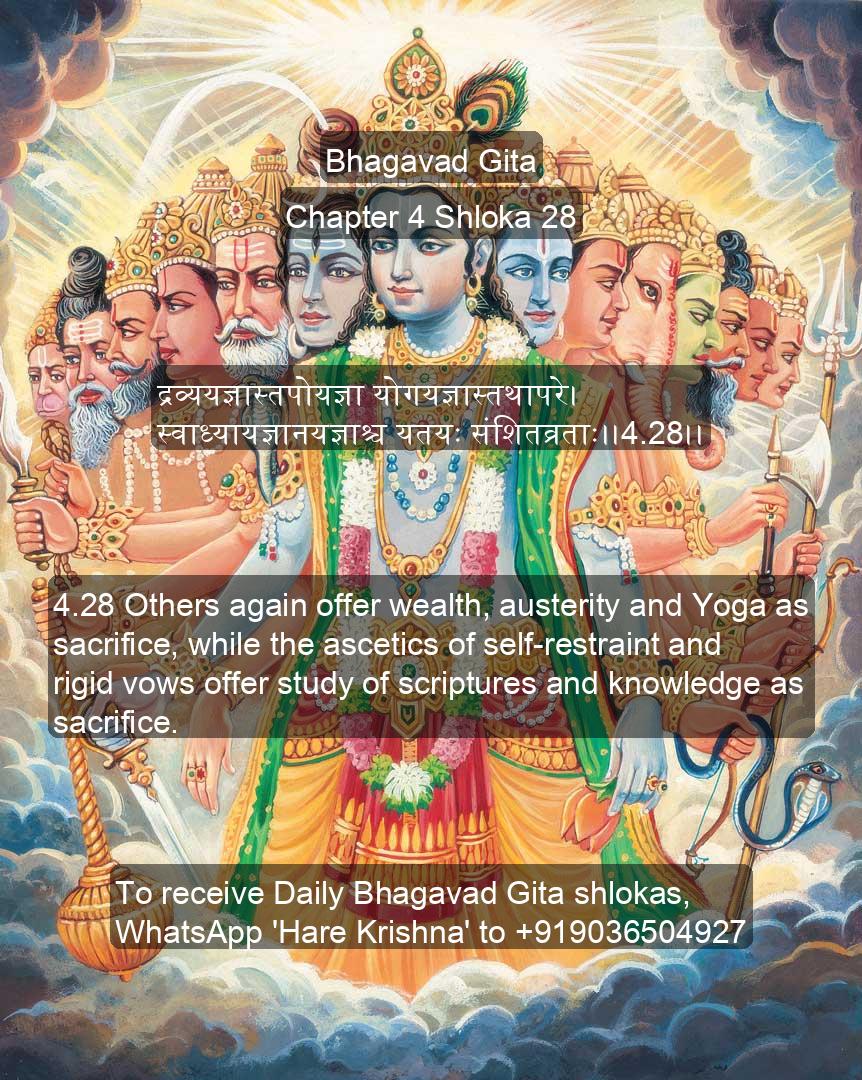 Bhagavad Gita
Chapter 4 Shloka 28
द्रव्ययज्ञास्तपोयज्ञा योगयज्ञास्तथापरे।
स्वाध्यायज्ञानयज्ञाश्च यतयः संशितव्रताः।।4.28।।
4.28 Others again offer wealth, austerity and Yoga as
sacrifice, while the ascetics of self-restraint and
rigid vows offer study of scriptures and knowledge as
sacrifice.
To receive Daily Bhagavad Gita shlokas,
WhatsApp 'Hare Krishna' to +919036504927